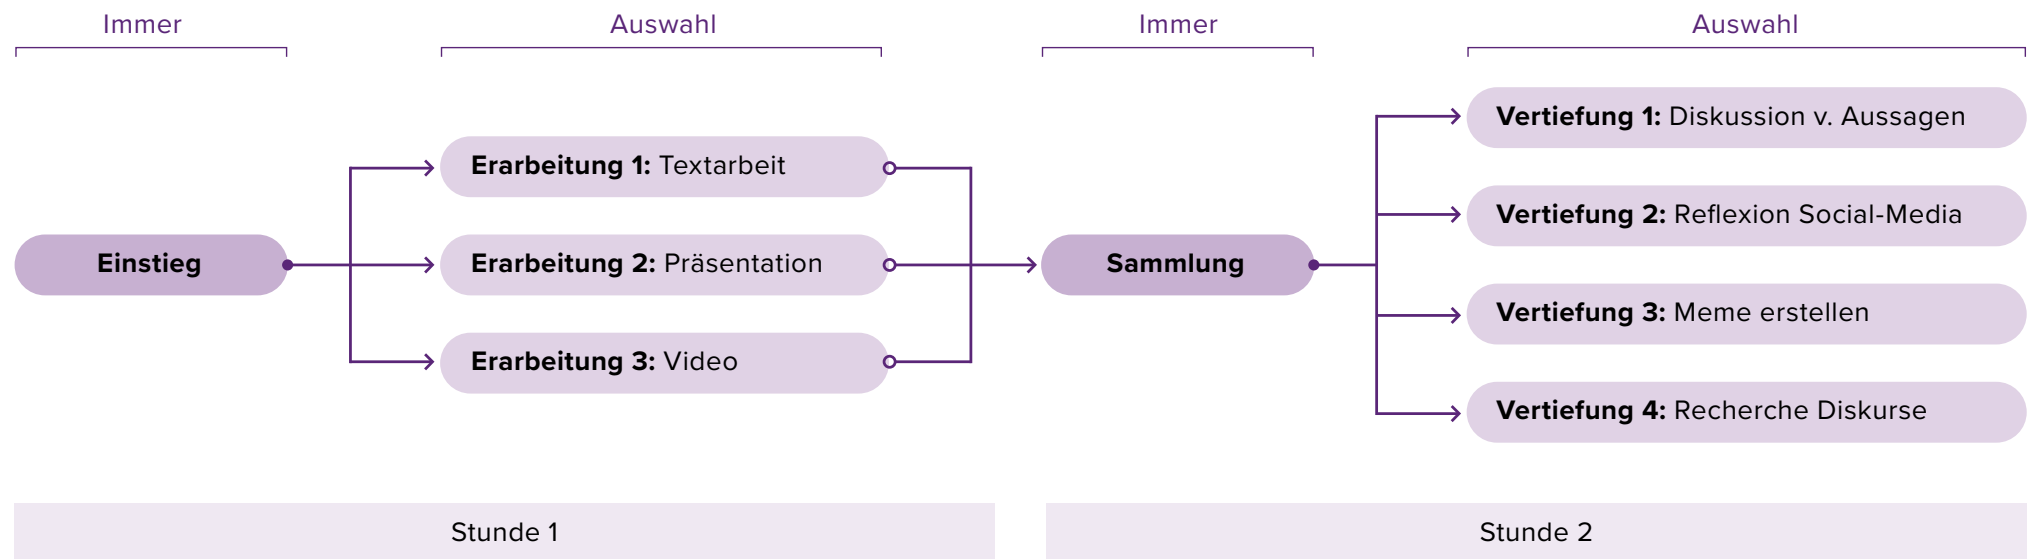 Immer
Auswahl
Immer
Auswahl
Einstieg
Erarbeitung 1: Textarbeit
Erarbeitung 2: Präsentation
Erarbeitung 3: Video
Sammlung
Vertiefung 1: Diskussion v. Aussagen
Vertiefung 2: Reflexion Social-Media
Vertiefung 3: Meme erstellen
Vertiefung 4: Recherche Diskurse
Stunde 1
Stunde 2